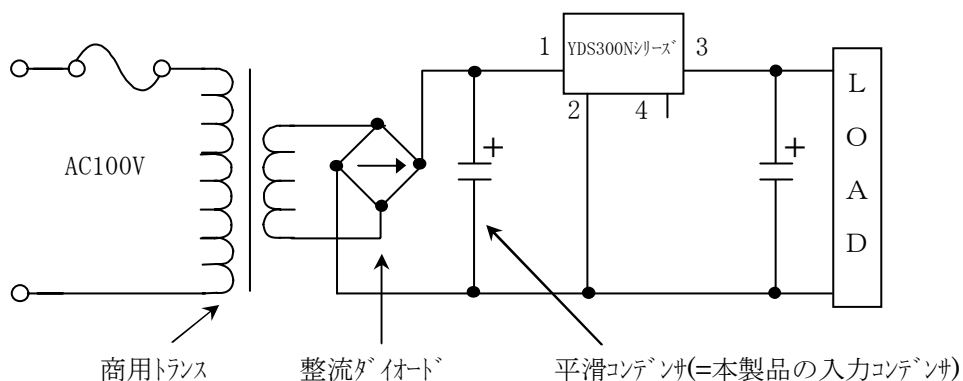 1 YDS300Nｼﾘｰｽﾞ 3
2 4
AC100V
+
+
L
O
A
D
商用ﾄﾗﾝｽ
整流ﾀﾞｲｵｰﾄﾞ
平滑ｺﾝﾃﾞﾝｻ(=本製品の入力ｺﾝﾃﾞﾝｻ)